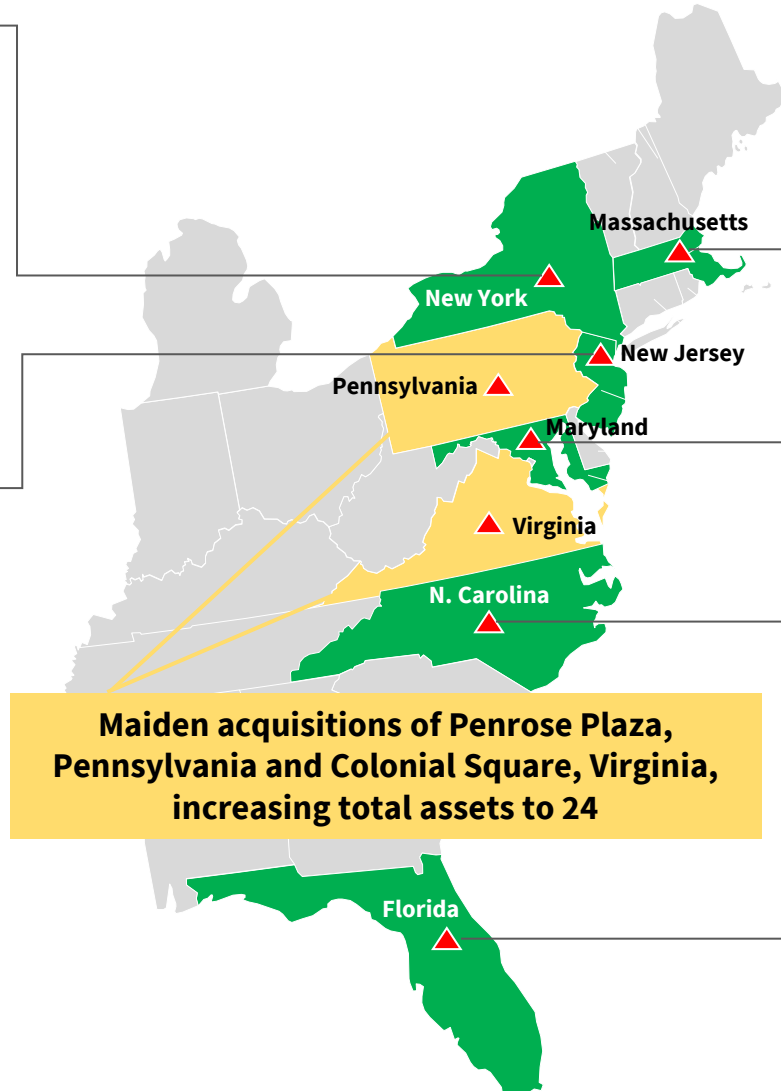 Massachusetts
New York
New Jersey
Pennsylvania
Maryland
Virginia
N. Carolina
Maiden acquisitions of Penrose Plaza,
Pennsylvania and Colonial Square, Virginia,
increasing total assets to 24
Florida